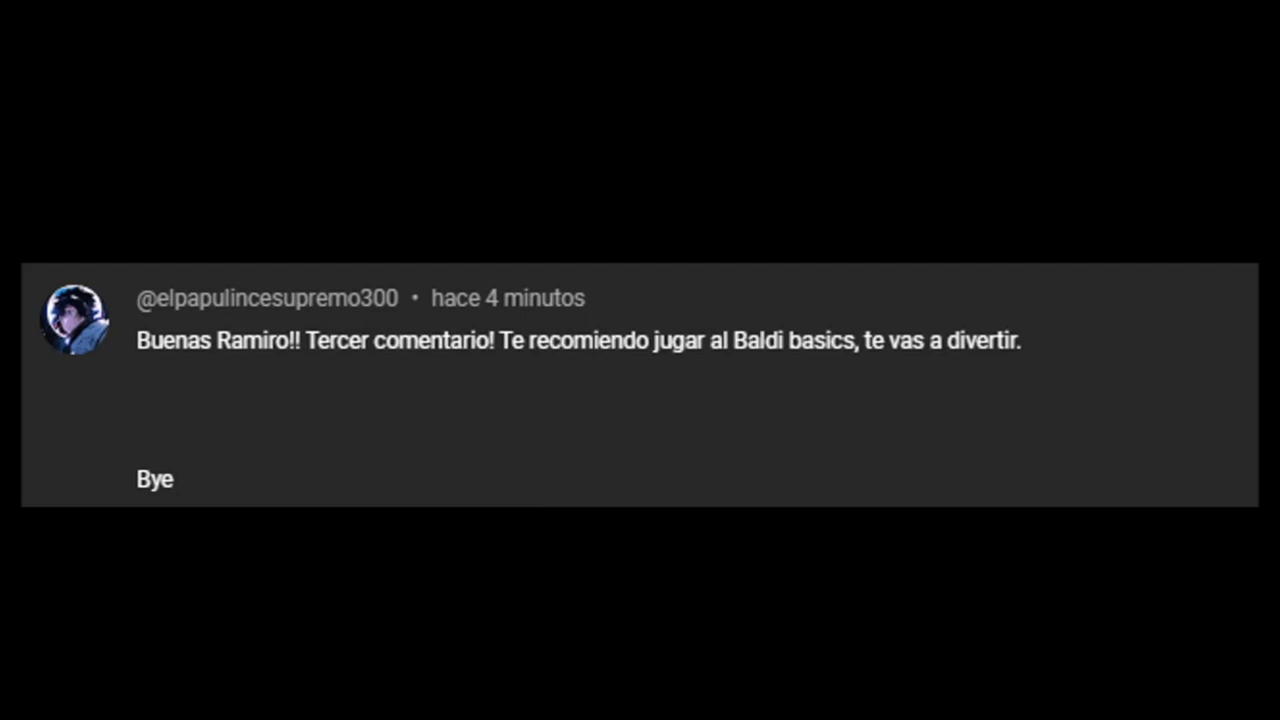 @elpapulincesupremo300 • hace 4 minutos
Buenas Ramiro!! Tercer comentario! Te recomiendo jugar al Baldi basics, te vas a divertir.
Bye